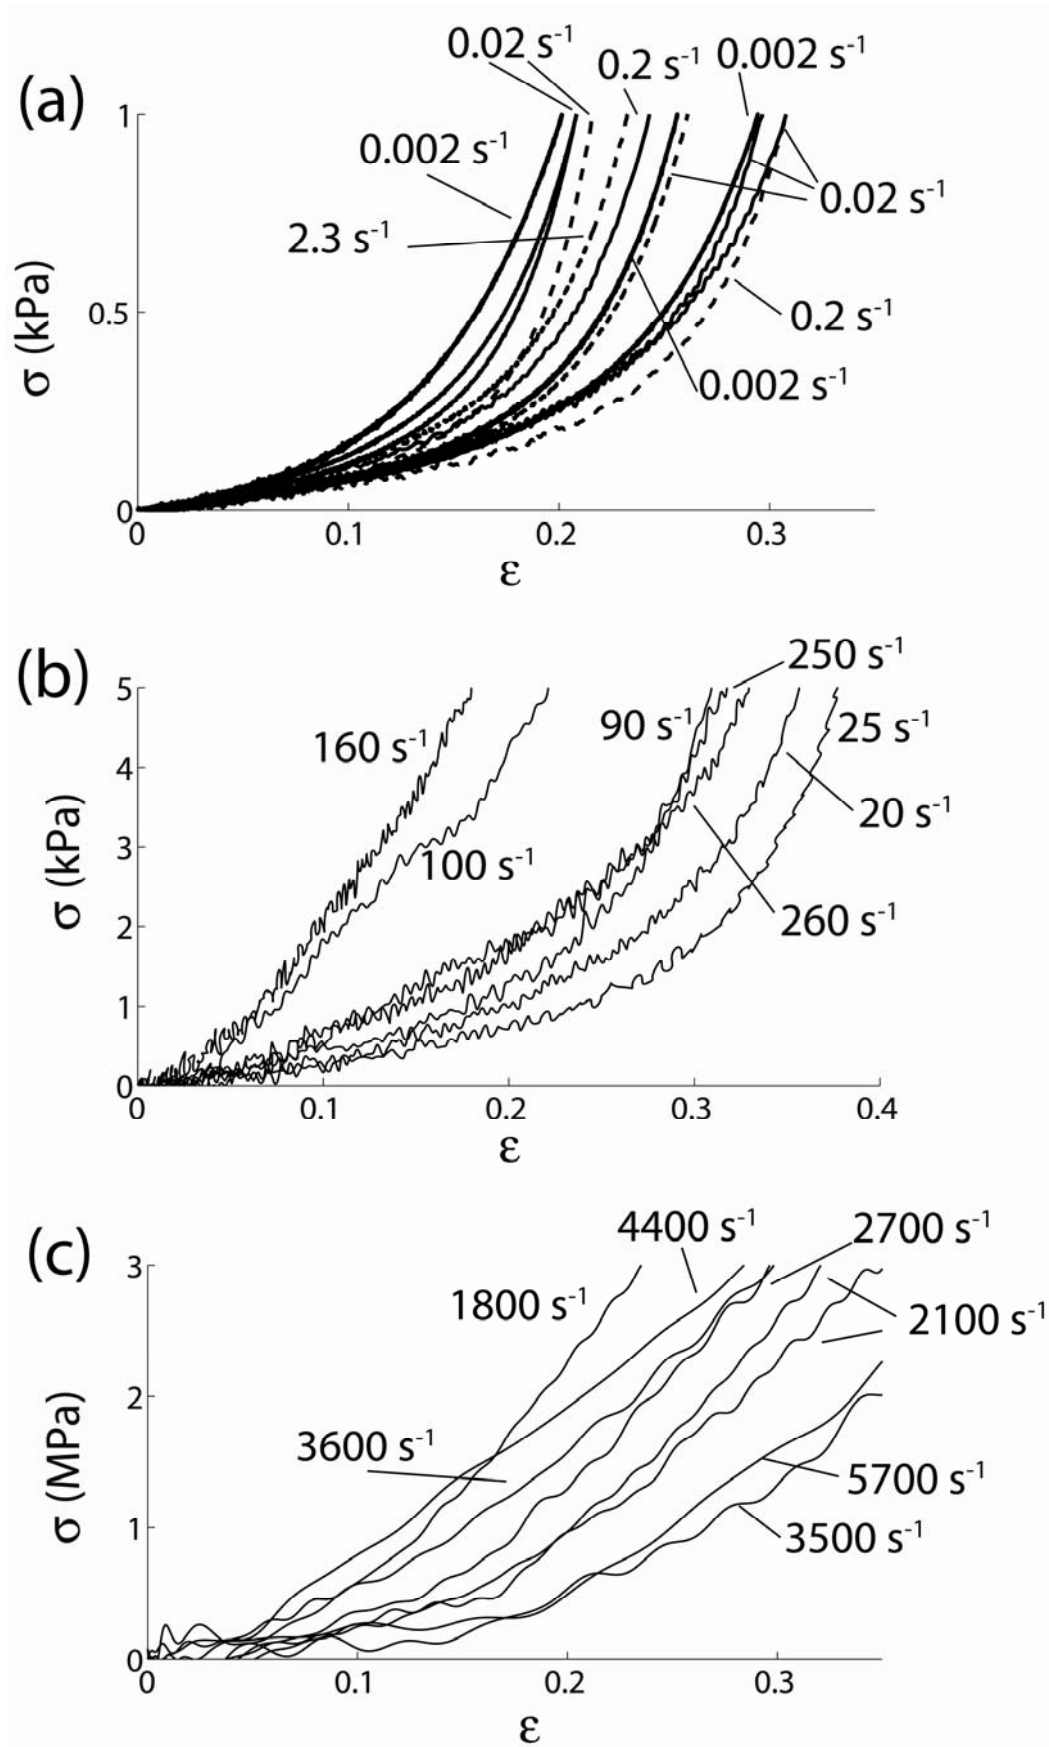 (a)
0.02 s-1
0.2 s-1
0.002 s-1
0.002 s-1
2.3 s-1
0.02 s-1
0.2 s-1
0.002 s-1
1
0.5
0
0
0.1
0.2
0.3
σ (kPa)
ε
(b)
250 s-1
160 s-1
90 s-1
25 s-1
20 s-1
100 s-1
260 s-1
5
4
3
2
1
0
0
0.1
0.2
0.3
0.4
σ (kPa)
ε
(c)
4400 s-1
2700 s-1
1800 s-1
2100 s-1
3600 s-1
5700 s-1
3500 s-1
3
2
1
0
0
0.1
0.2
0.3
σ (MPa)
ε